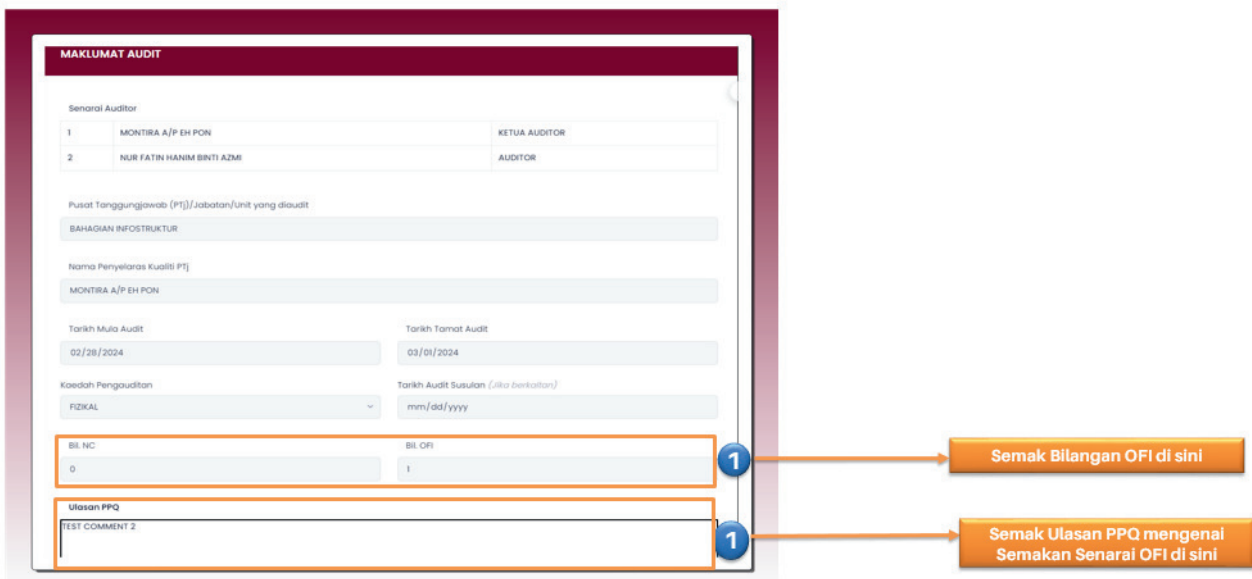 MAKLUMAT AUDIT
Senarai Auditor
1 MONTIRA A/P EH PON KETUA AUDITOR
2 NUR FATIN HANIM BINTI AZMI AUDITOR
Pusat Tanggungjawab (PTj)/Jabatan/Unit yang diaudit
BAHAGIAN INFOSTRUKTUR
Nama Penyelaras Kualiti PTj
MONTIRA A/P EH PON
Tarikh Mula Audit Tarikh Tamat Audit
02/28/2024 03/01/2024
Kaedah Pengauditan Tarikh Audit Susulan (Jika berkaitan)
FIZIKAL mm/dd/yyyy
Bil. NC Bil. OFI
0 1
1 Semak Bilangan OFI di sini
Ulasan PPQ
TEST COMMENT 2
1 Semak Ulasan PPQ mengenai
Semakan Senarai OFI di sini